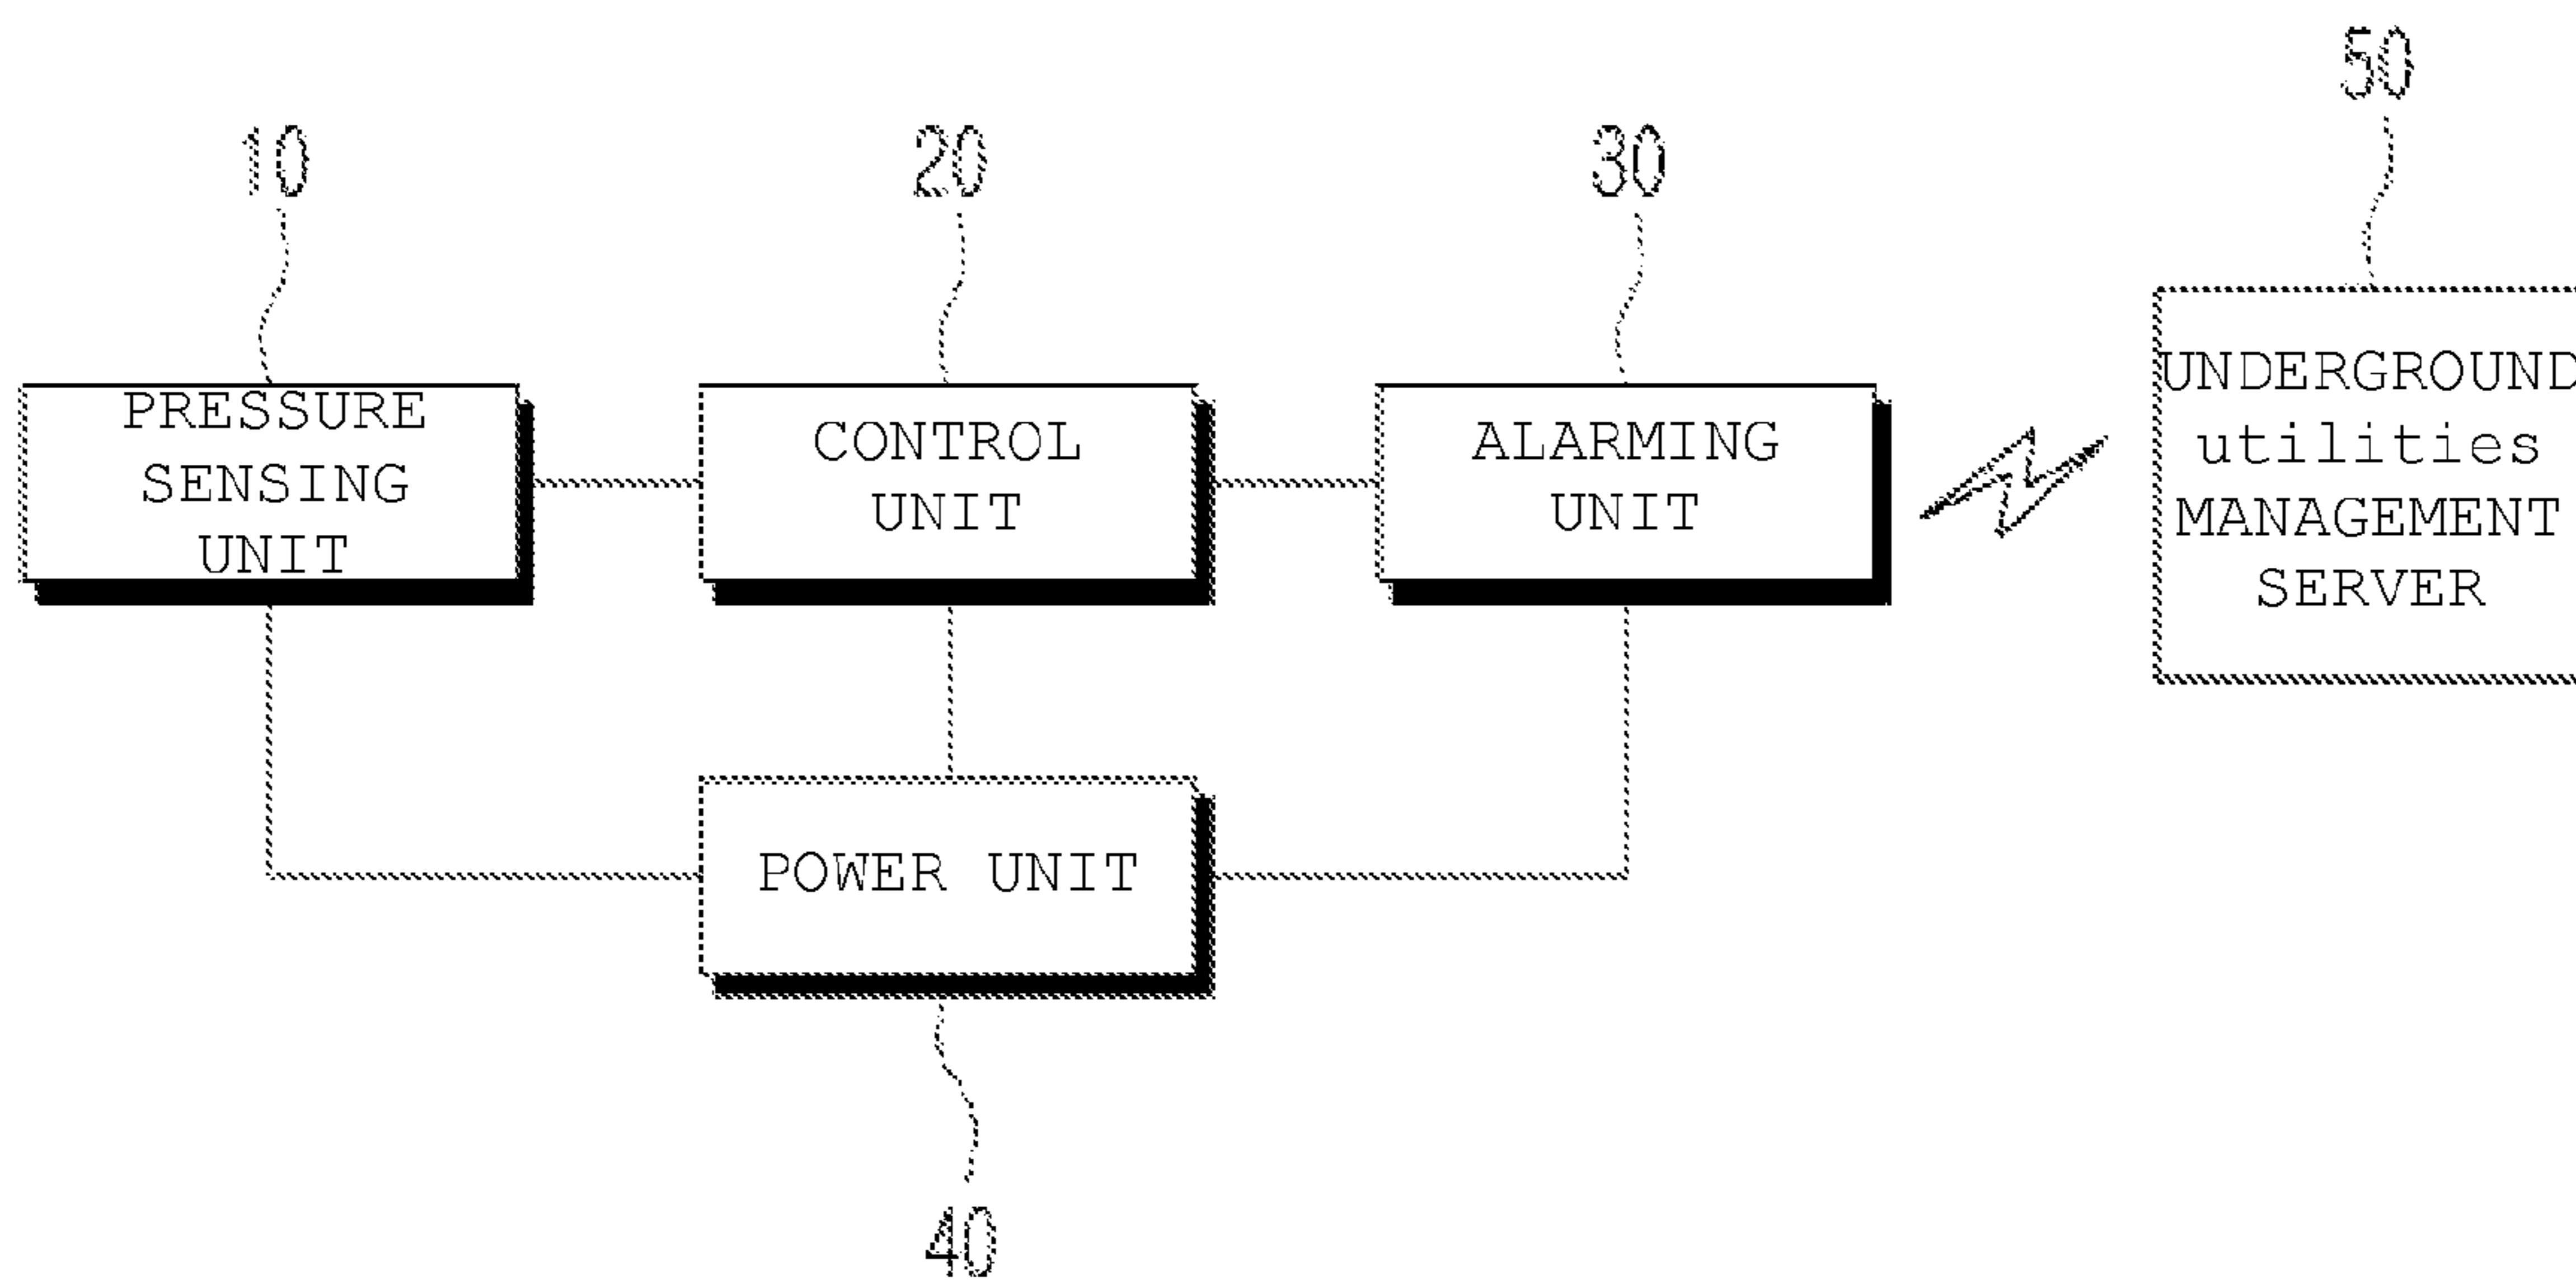 50
10
20
30
PRESSURE
SENSING
UNIT
CONTROL
UNIT
ALARMING
UNIT
UNDERGROUND
utilities
MANAGEMENT
SERVER
POWER UNIT
40